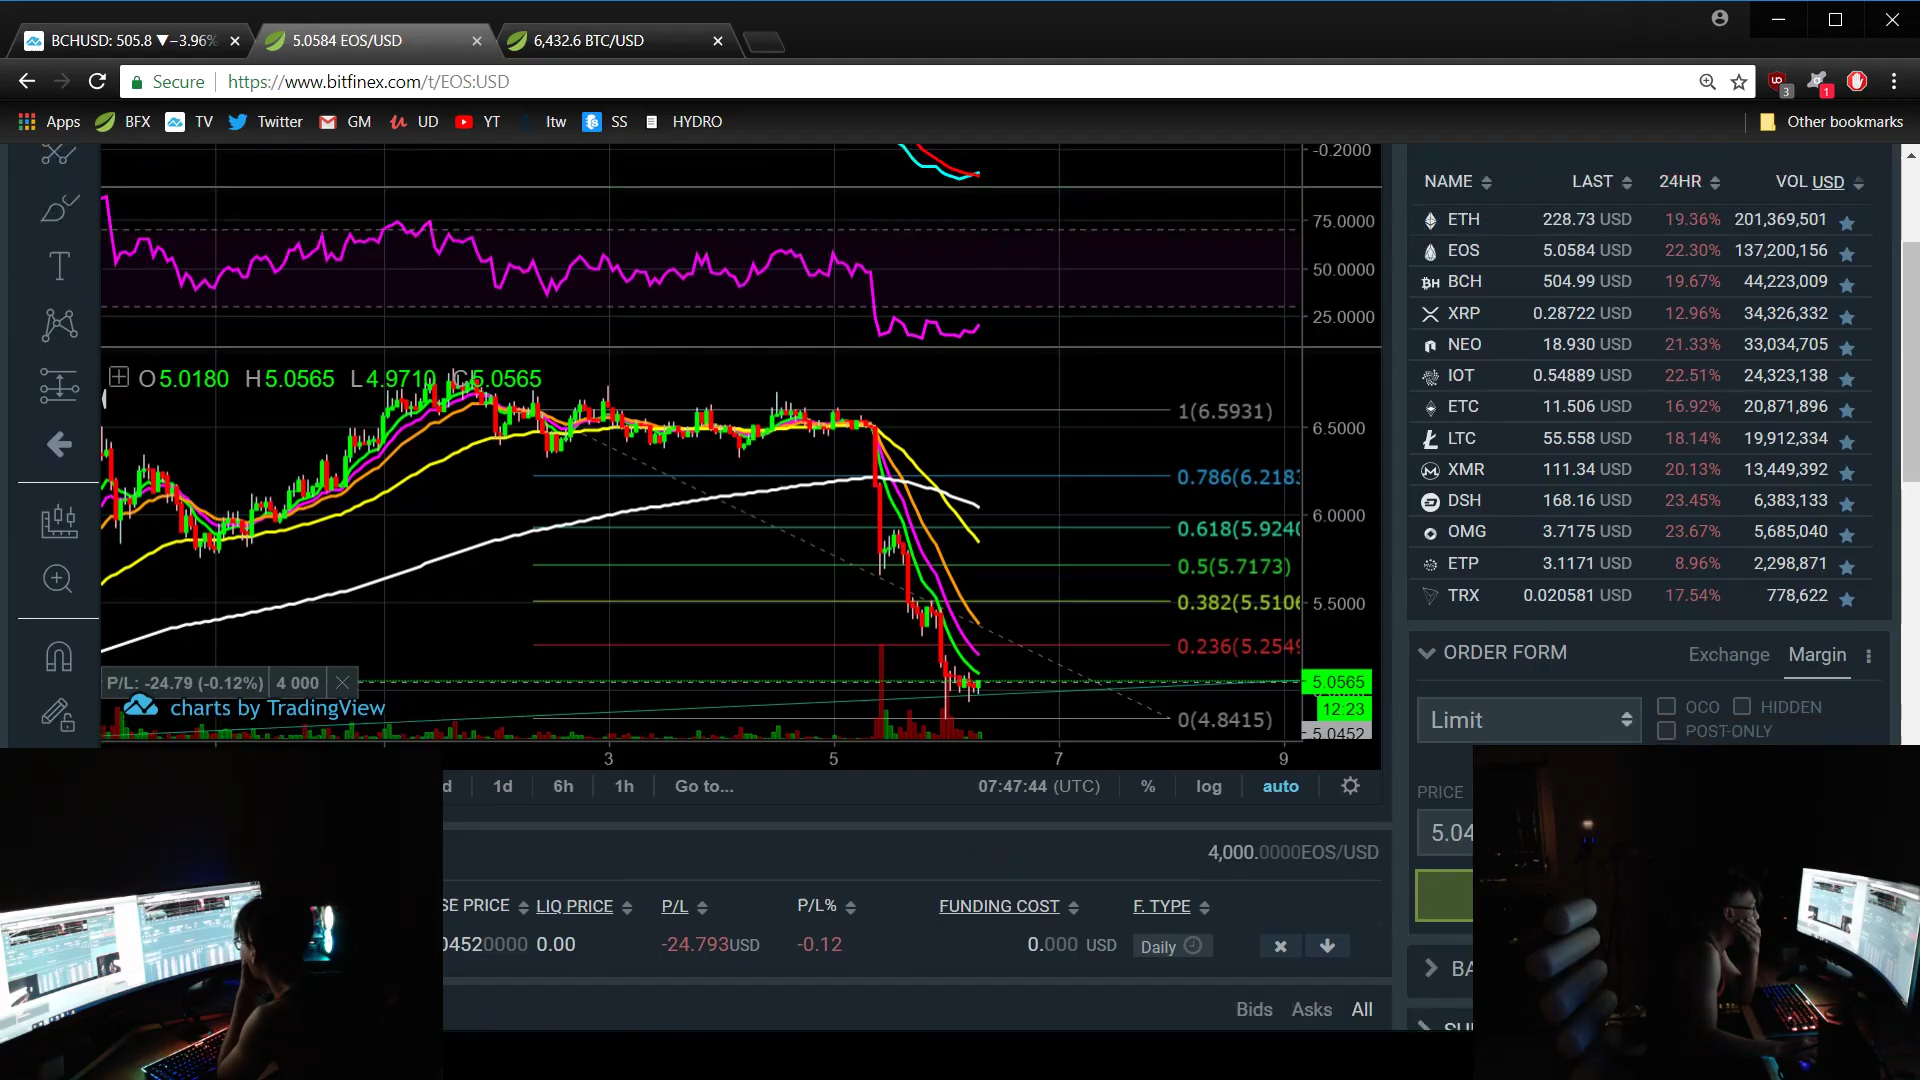 BCHUSD: 505.8 ▼−3.96%
5.0584 EOS/USD
6,432.6 BTC/USD
Secure
https://www.bitfinex.com/t/EOS:USD
3
1
Apps
BFX
TV
Twitter
GM
UD
YT
Itw
SS
HYDRO
Other bookmarks
-0.2000
75.0000
50.0000
25.0000
O5.0180 H5.0565 L4.9710 C5.0565
1(6.5931)
6.5000
0.786(6.2183
6.0000
0.618(5.9240
0.5(5.7173)
0.382(5.5106
5.5000
0.236(5.2549
P/L: -24.79 (-0.12%) 4 000
5.0565
12:23
charts by TradingView
0(4.8415)
5.0452
3 5 7 9
d 1d 6h 1h Go to...
07:47:44 (UTC) % log auto
4,000.0000EOS/USD
SE PRICE LIQ PRICE P/L P/L% FUNDING COST F. TYPE
04520000 0.00 -24.793USD -0.12 0.000 USD Daily
Bids Asks All
NAME LAST 24HR VOL USD
ETH 228.73 USD 19.36% 201,369,501
EOS 5.0584 USD 22.30% 137,200,156
BCH 504.99 USD 19.67% 44,223,009
XRP 0.28722 USD 12.96% 34,326,332
NEO 18.930 USD 21.33% 33,034,705
IOT 0.54889 USD 22.51% 24,323,138
ETC 11.506 USD 16.92% 20,871,896
LTC 55.558 USD 18.14% 19,912,334
XMR 111.34 USD 20.13% 13,449,392
DSH 168.16 USD 23.45% 6,383,133
OMG 3.7175 USD 23.67% 5,685,040
ETP 3.1171 USD 8.96% 2,298,871
TRX 0.020581 USD 17.54% 778,622
ORDER FORM Exchange Margin
Limit
OCO HIDDEN
POST-ONLY
PRICE
5.04
BA